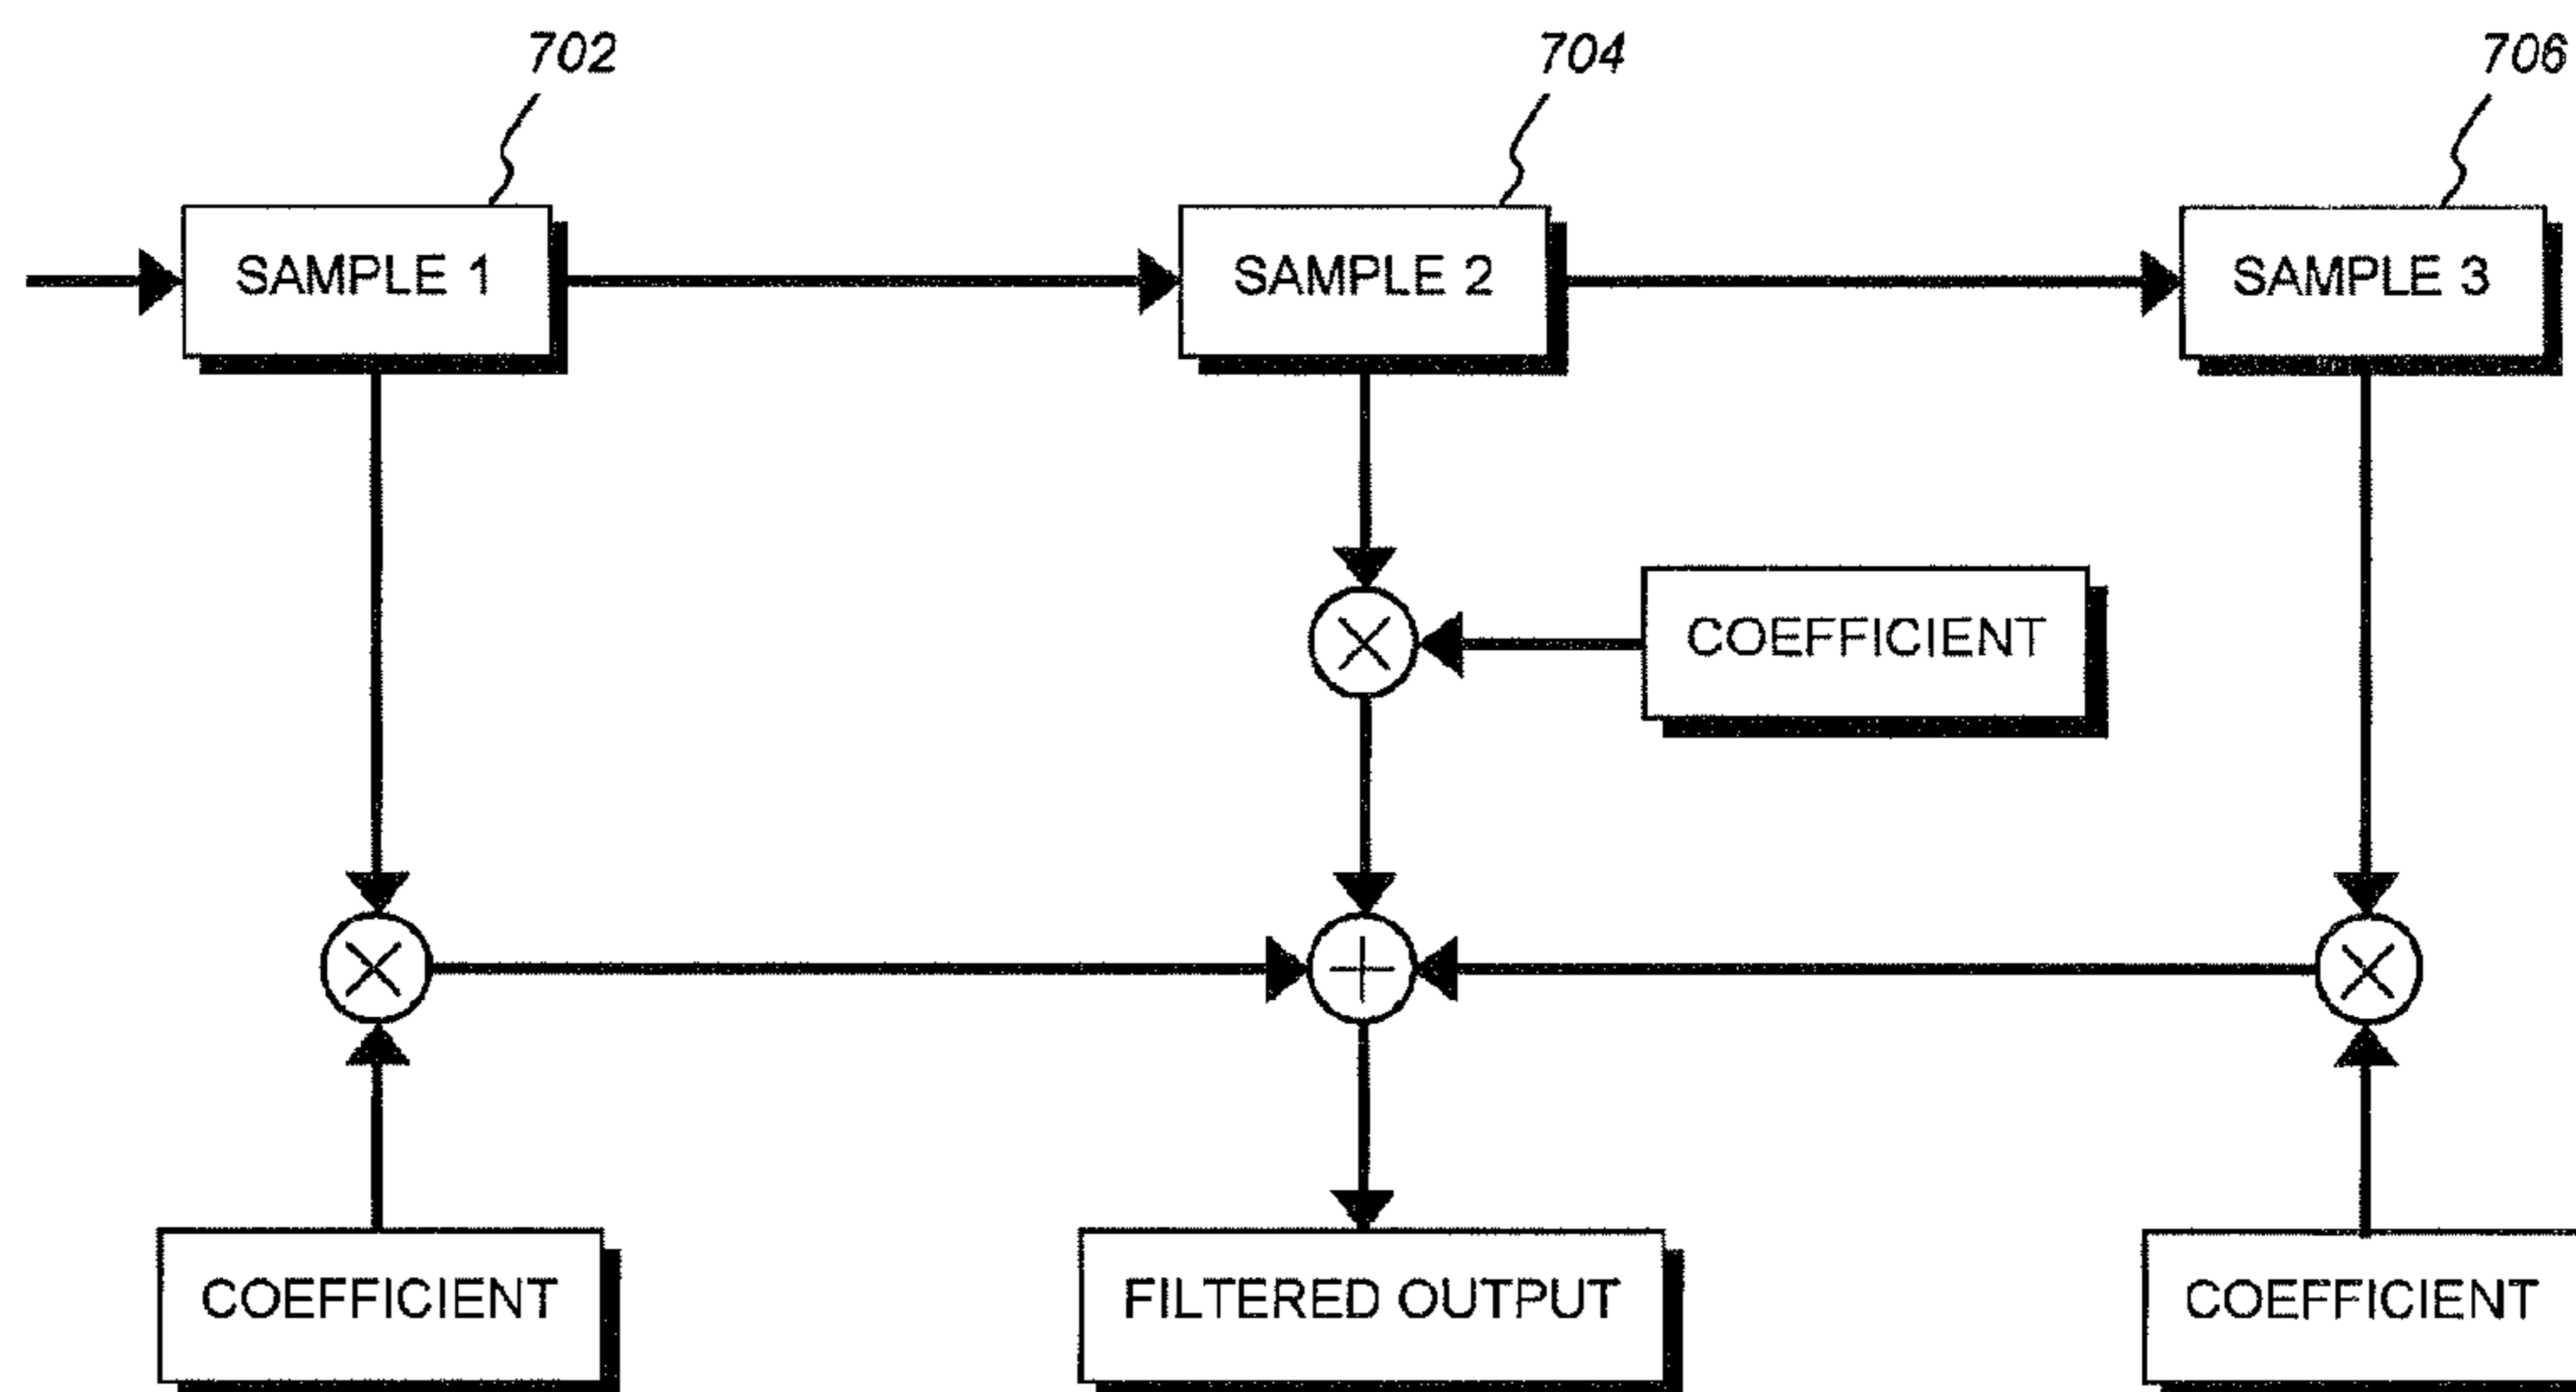 702
704
706
SAMPLE 1
SAMPLE 2
SAMPLE 3
COEFFICIENT
COEFFICIENT
FILTERED OUTPUT
COEFFICIENT